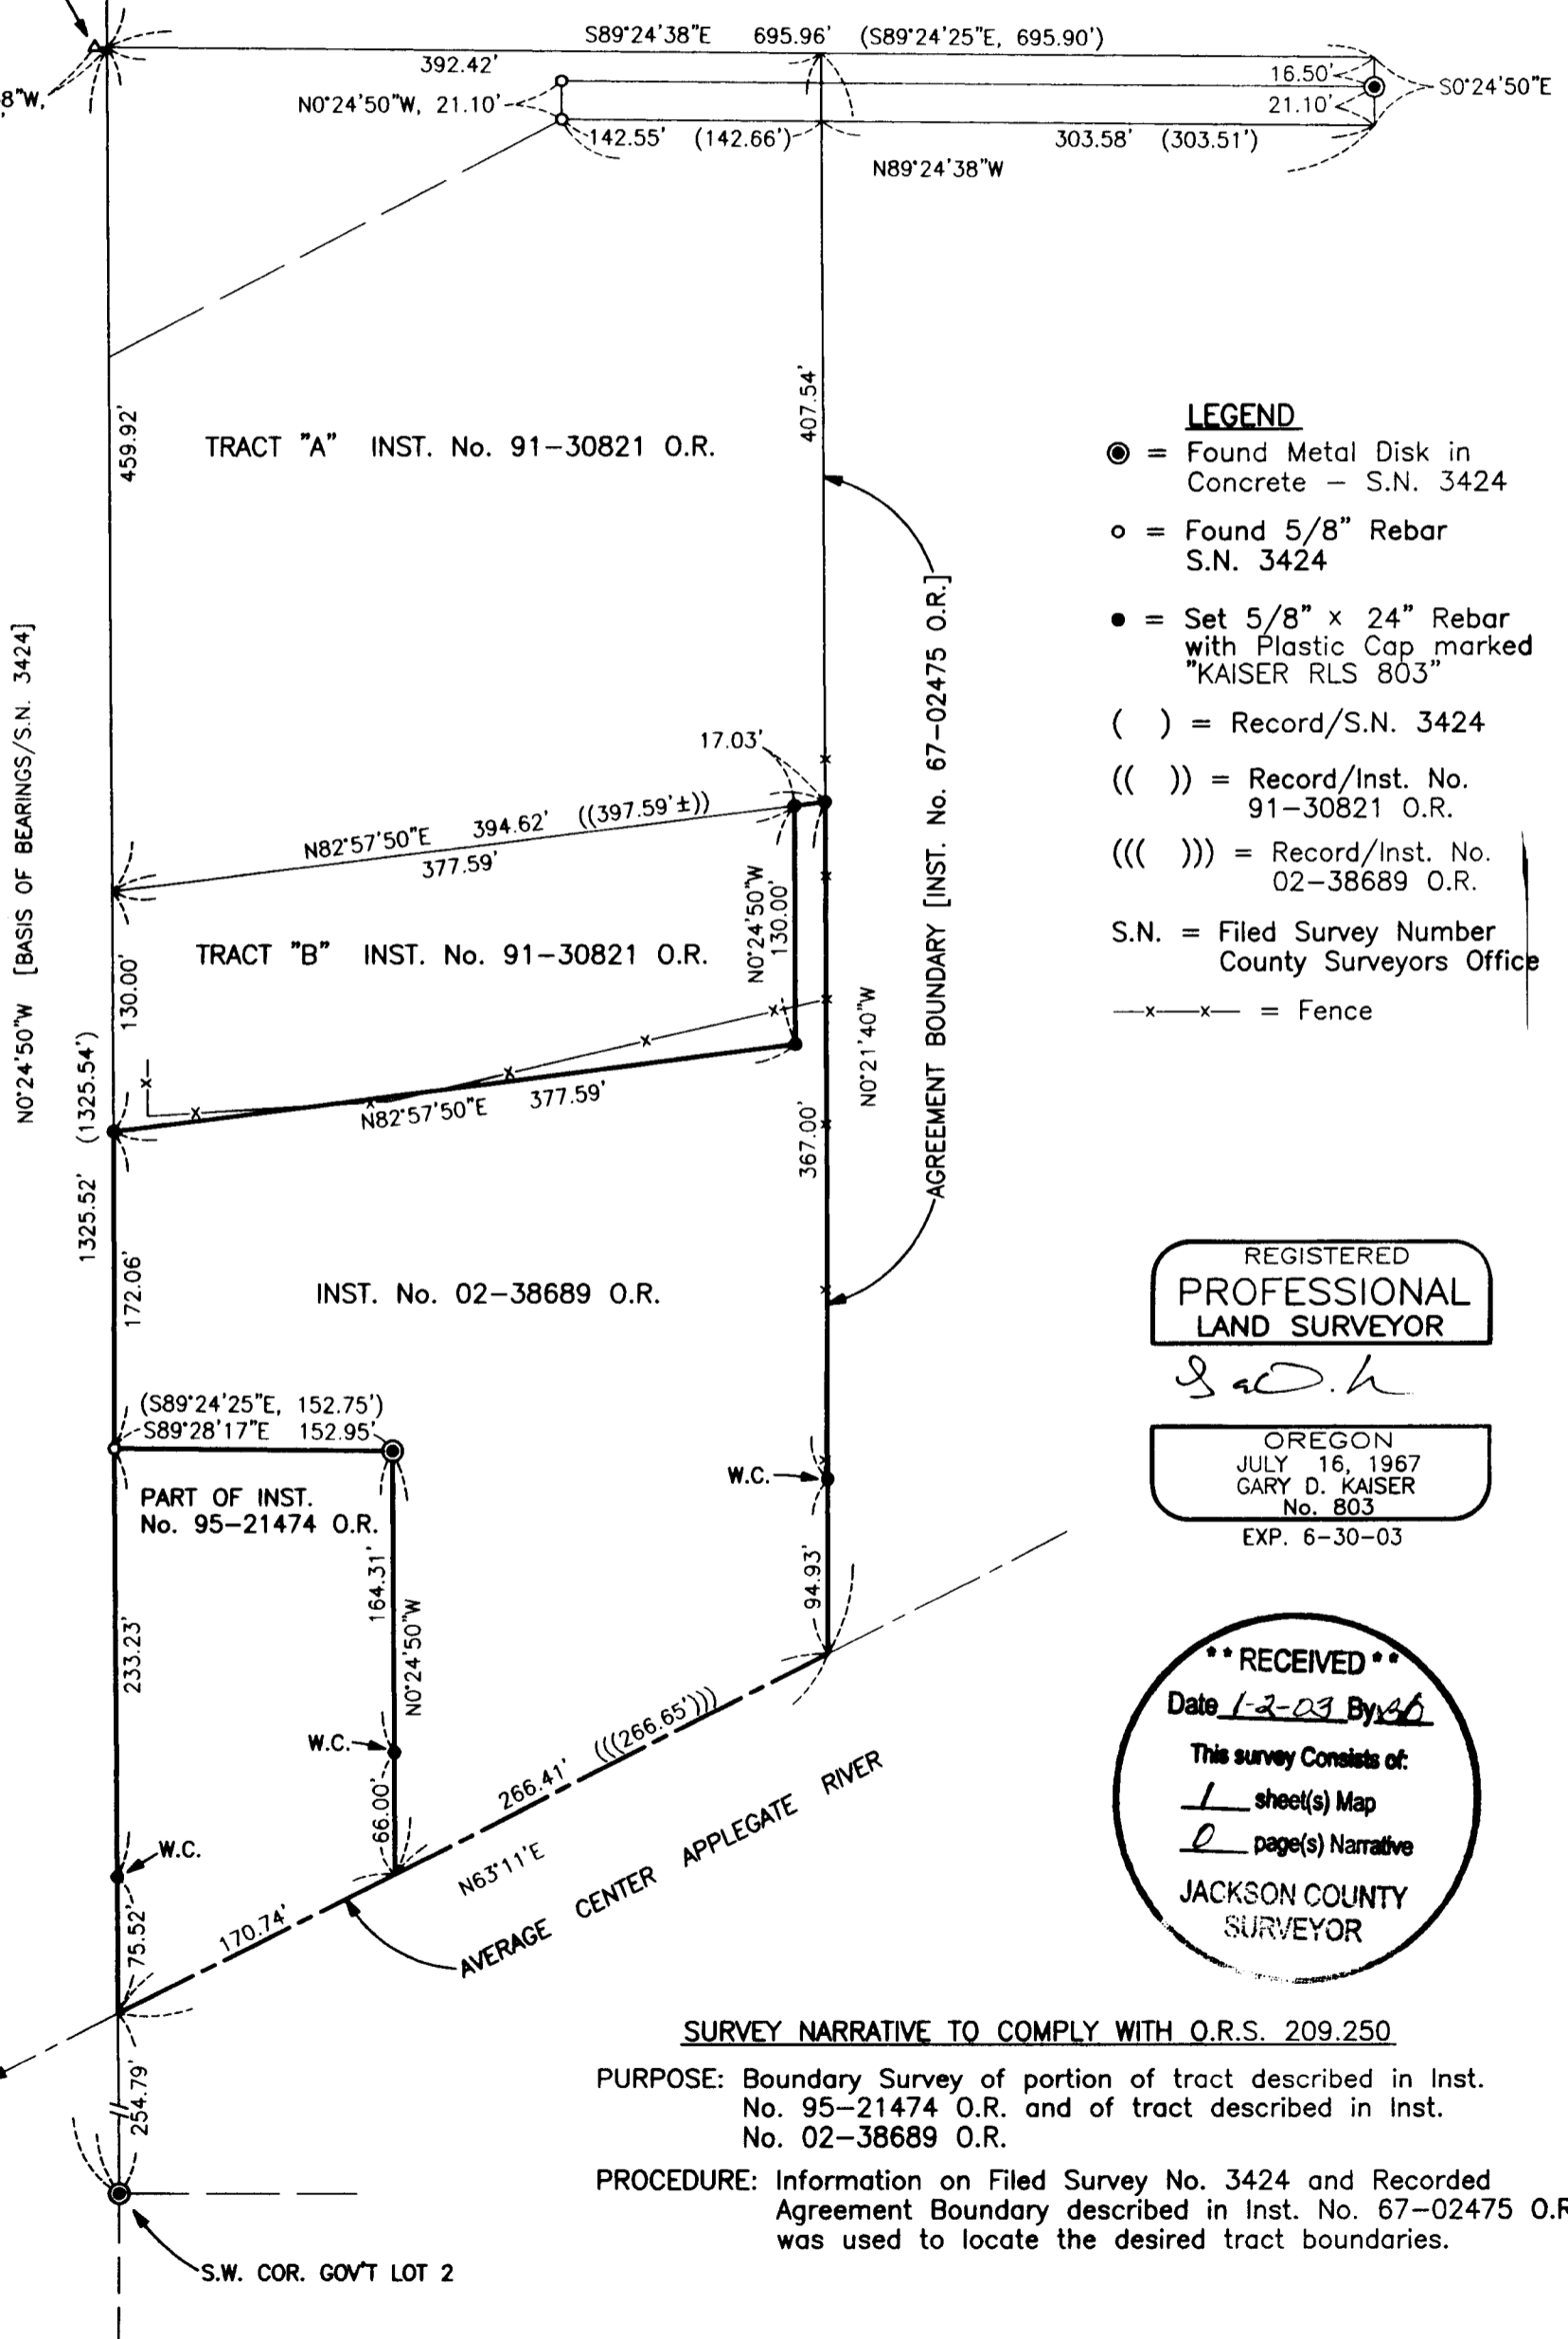 S89°24'38"E 695.96' (S89°24'25"E, 695.90')
392.42'
16.50'
S0°24'50"E
8"W,
N0°24'50"W, 21.10'
21.10'
142.55' (142.66')
303.58' (303.51')
N89°24'38"W
459.92'
407.54'
TRACT "A" INST. No. 91-30821 O.R.
N0°24'50"W [BASIS OF BEARINGS/S.N. 3424]
AGREEMENT BOUNDARY [INST. No. 67-02475 O.R.]
LEGEND
= Found Metal Disk in
Concrete - S.N. 3424
= Found 5/8" Rebar
S.N. 3424
= Set 5/8" x 24" Rebar
with Plastic Cap marked
"KAISER RLS 803"
( ) = Record/S.N. 3424
(( )) = Record/Inst. No.
91-30821 O.R.
((( ))) = Record/Inst. No.
02-38689 O.R.
S.N. = Filed Survey Number
County Surveyors Office
—x—x— = Fence
17.03'
N82°57'50"E 394.62' ((397.59'±))
377.59'
N0°24'50"W
130.00'
TRACT "B" INST. No. 91-30821 O.R.
130.00'
N0°21'40"W
N82°57'50"E 377.59'
367.00'
1325.52' (1325.54')
172.06'
INST. No. 02-38689 O.R.
(S89°24'25"E, 152.75')
S89°28'17"E 152.95'
PART OF INST.
No. 95-21474 O.R.
W.C.
164.31'
N0°24'50"W
94.93'
233.23'
W.C.
66.00'
266.41' (((266.65')))
N63°11'E
W.C.
75.52'
170.74'
AVERAGE CENTER APPLEGATE RIVER
254.79'
S.W. COR. GOV'T LOT 2
REGISTERED
PROFESSIONAL
LAND SURVEYOR
OREGON
JULY 16, 1967
GARY D. KAISER
No. 803
EXP. 6-30-03
** RECEIVED **
Date 1-2-03 By
This survey Consists of:
1 sheet(s) Map
0 page(s) Narrative
JACKSON COUNTY
SURVEYOR
SURVEY NARRATIVE TO COMPLY WITH O.R.S. 209.250
PURPOSE: Boundary Survey of portion of tract described in Inst.
No. 95-21474 O.R. and of tract described in Inst.
No. 02-38689 O.R.
PROCEDURE: Information on Filed Survey No. 3424 and Recorded
Agreement Boundary described in Inst. No. 67-02475 O.R
was used to locate the desired tract boundaries.